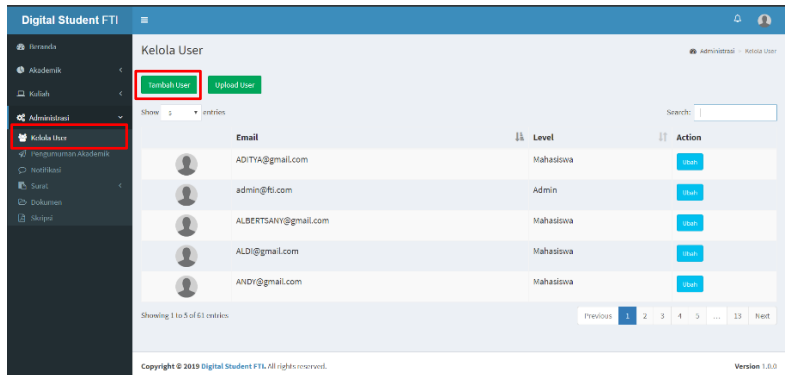 Digital Student FTI
Beranda
Kelola User
Administrasi > Kelola User
Akademik
Kuliah
Administrasi
Kelola User
Pengumuman Akademik
Notifikasi
Surat
Dokumen
Skripsi
Tambah User Upload User
Show 5 entries Search:
Email Level Action
ADITYA@gmail.com Mahasiswa Ubah
admin@fti.com Admin Ubah
ALBERTSANY@gmail.com Mahasiswa Ubah
ALDI@gmail.com Mahasiswa Ubah
ANDY@gmail.com Mahasiswa Ubah
Showing 1 to 5 of 61 entries Previous 1 2 3 4 5 ... 13 Next
Copyright © 2019 Digital Student FTI. All rights reserved. Version 1.0.0